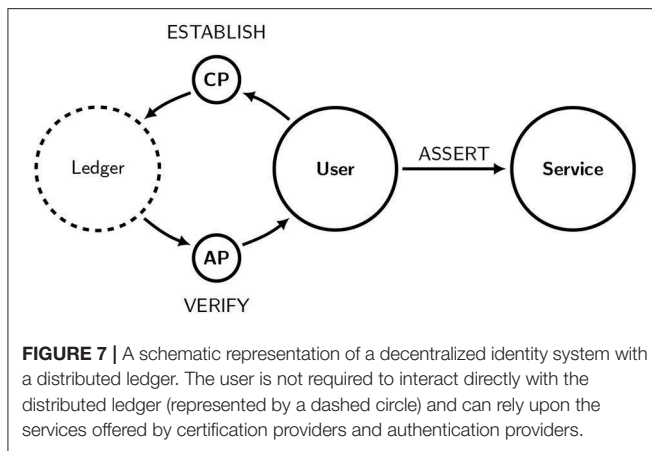 ESTABLISH
CP
Ledger
User
ASSERT
Service
AP
VERIFY
FIGURE 7 | A schematic representation of a decentralized identity system with
a distributed ledger. The user is not required to interact directly with the
distributed ledger (represented by a dashed circle) and can rely upon the
services offered by certification providers and authentication providers.